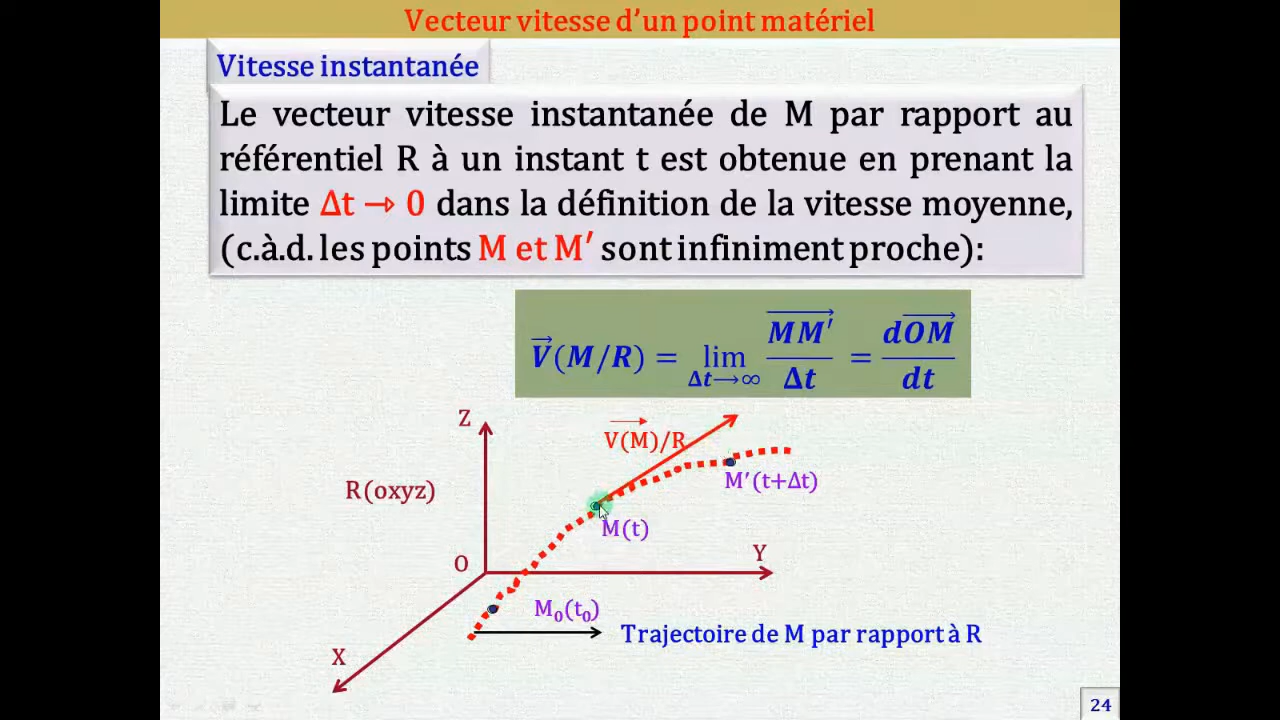 Vecteur vitesse d'un point matériel
Vitesse instantanée
Le vecteur vitesse instantanée de M par rapport au
référentiel R à un instant t est obtenue en prenant la
limite Δt → 0 dans la définition de la vitesse moyenne,
(c.à.d. les points M et M′ sont infiniment proche):
V⃗(M/R) = lim Δt⟶∞ MM′/Δt = dOM/dt
Z
V(M)/R
R(oxyz)
M′(t+Δt)
M(t)
Y
O
M₀(t₀)
Trajectoire de M par rapport à R
X
24